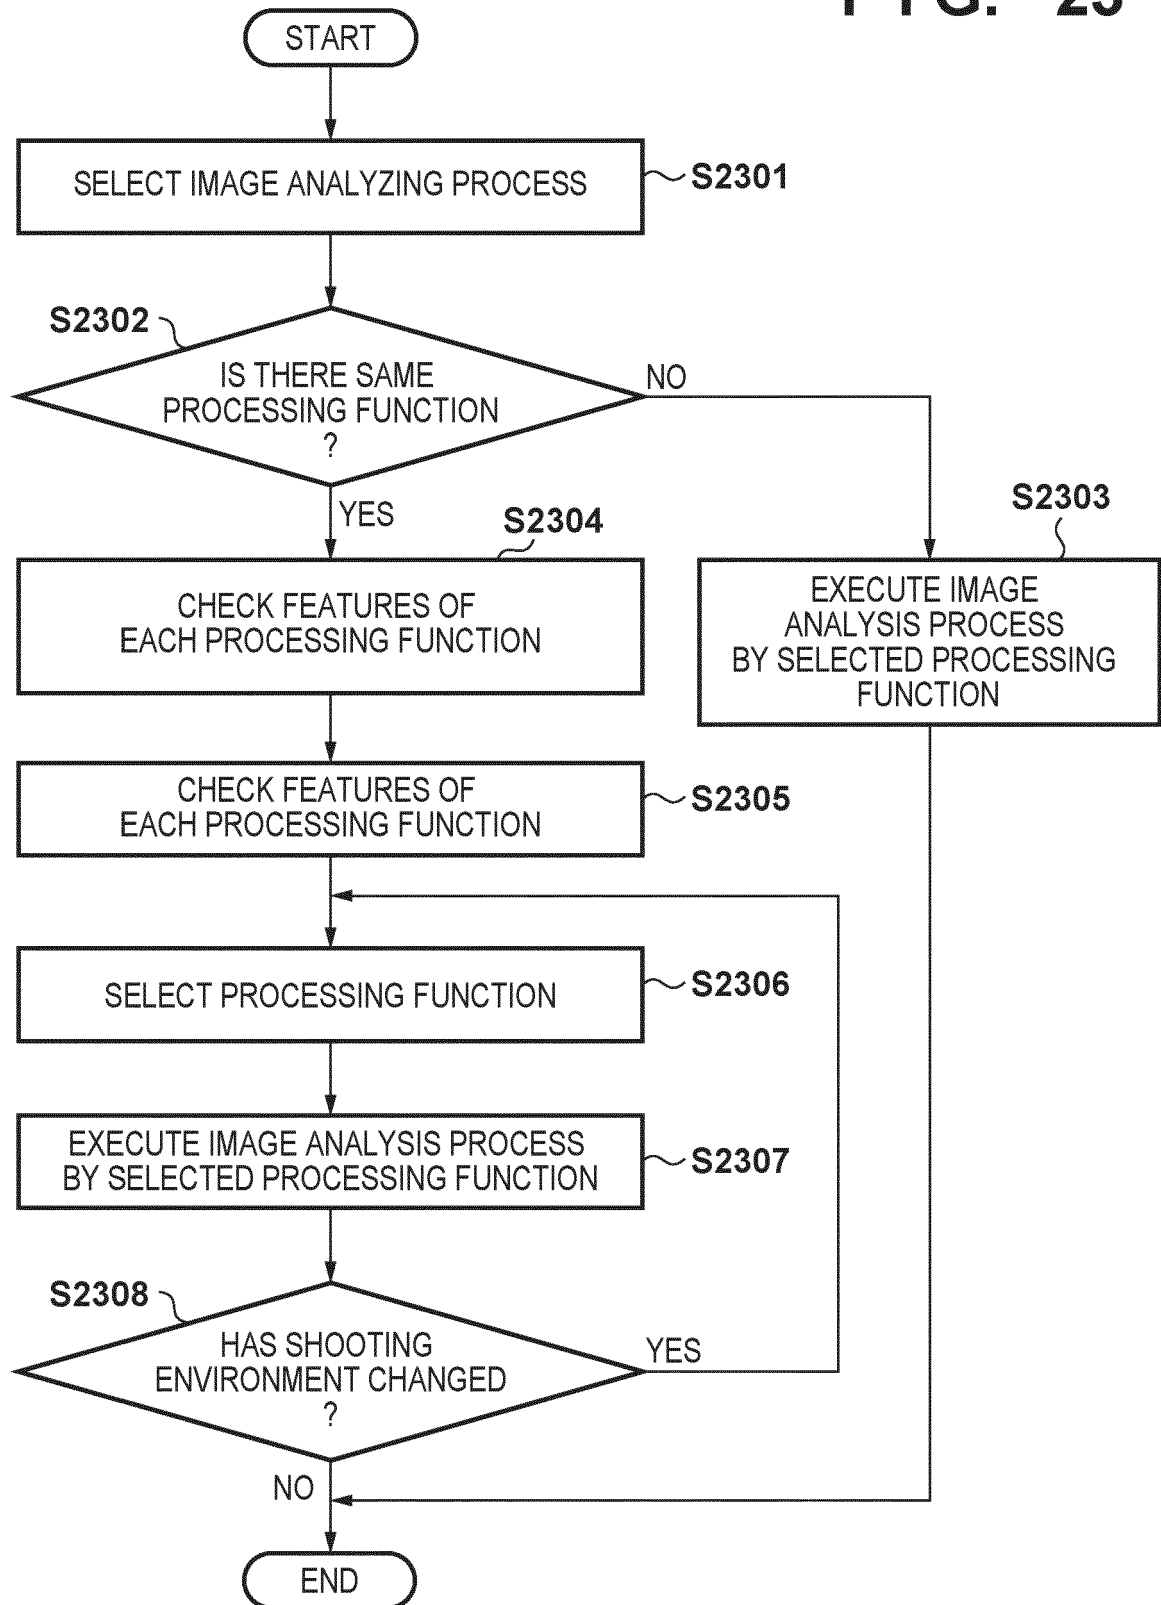 FIG. 23
START
SELECT IMAGE ANALYZING PROCESS
S2301
S2302
IS THERE SAME
PROCESSING FUNCTION
?
NO
YES
S2304
S2303
CHECK FEATURES OF
EACH PROCESSING FUNCTION
EXECUTE IMAGE
ANALYSIS PROCESS
BY SELECTED PROCESSING
FUNCTION
CHECK FEATURES OF
EACH PROCESSING FUNCTION
S2305
SELECT PROCESSING FUNCTION
S2306
EXECUTE IMAGE ANALYSIS PROCESS
BY SELECTED PROCESSING FUNCTION
S2307
S2308
HAS SHOOTING
ENVIRONMENT CHANGED
?
YES
NO
END